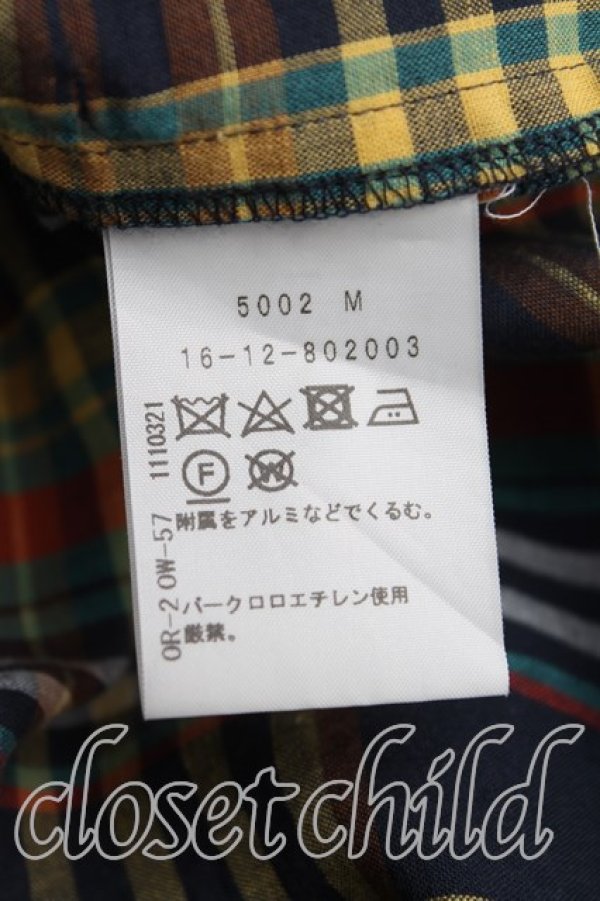 5002 M
16-12-802003
1110321
F
W
OR-2 OW-57
附属をアルミなどでくるむ。
パークロロエチレン使用
厳禁。
closet child